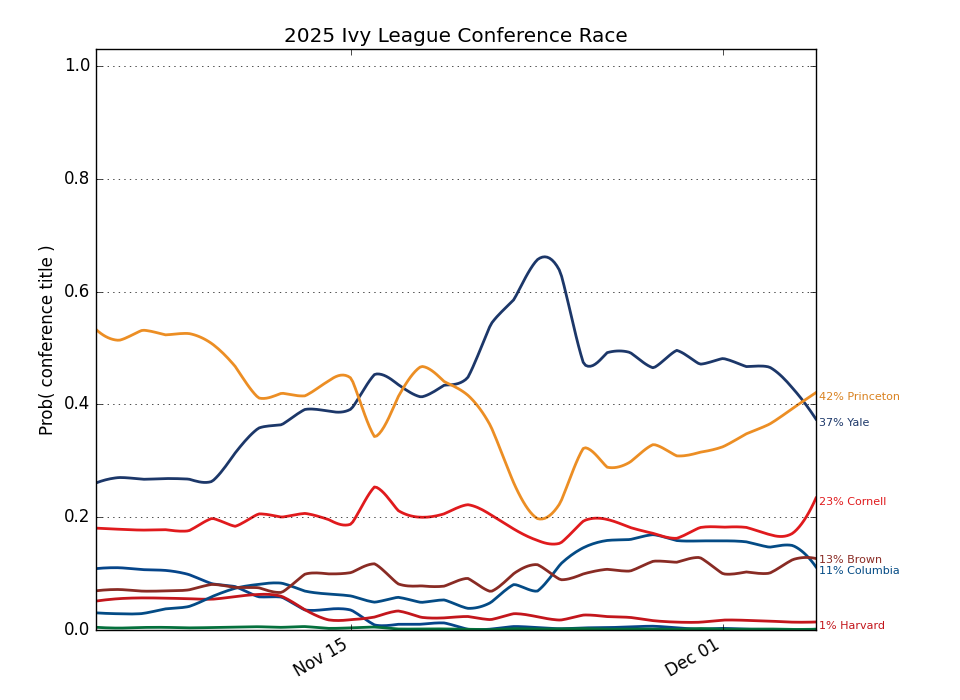 2025 Ivy League Conference Race
Prob( conference title )
1.0
0.8
0.6
0.4
0.2
0.0
Nov 15
Dec 01
42% Princeton
37% Yale
23% Cornell
13% Brown
11% Columbia
1% Harvard